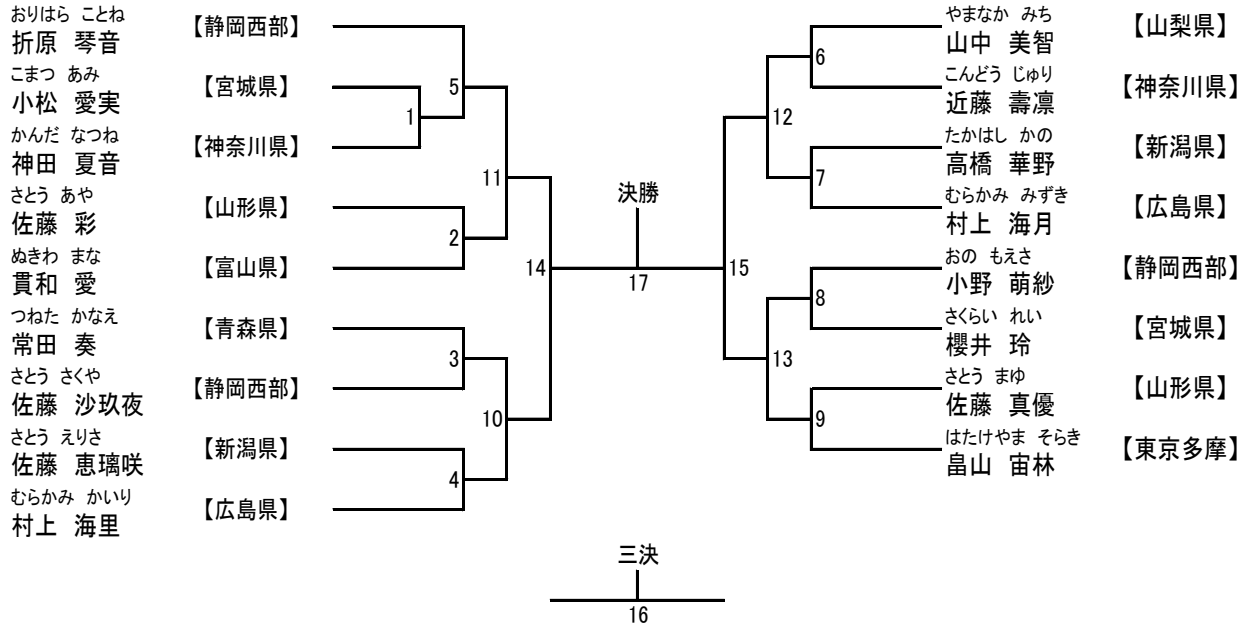 おりはら ことね
折原 琴音 【静岡西部】
こまつ あみ
小松 愛実 【宮城県】
かんだ なつね
神田 夏音 【神奈川県】
さとう あや
佐藤 彩 【山形県】
ぬきわ まな
貫和 愛 【富山県】
つねた かなえ
常田 奏 【青森県】
さとう さくや
佐藤 沙玖夜 【静岡西部】
さとう えりさ
佐藤 恵璃咲 【新潟県】
むらかみ かいり
村上 海里 【広島県】
1
5
2
11
3
4
10
14
決勝
17
15
12
6
7
13
8
9
やまなか みち
山中 美智 【山梨県】
こんどう じゅり
近藤 壽凛 【神奈川県】
たかはし かの
高橋 華野 【新潟県】
むらかみ みずき
村上 海月 【広島県】
おの もえさ
小野 萌紗 【静岡西部】
さくらい れい
櫻井 玲 【宮城県】
さとう まゆ
佐藤 真優 【山形県】
はたけやま そらき
畠山 宙林 【東京多摩】
三決
16